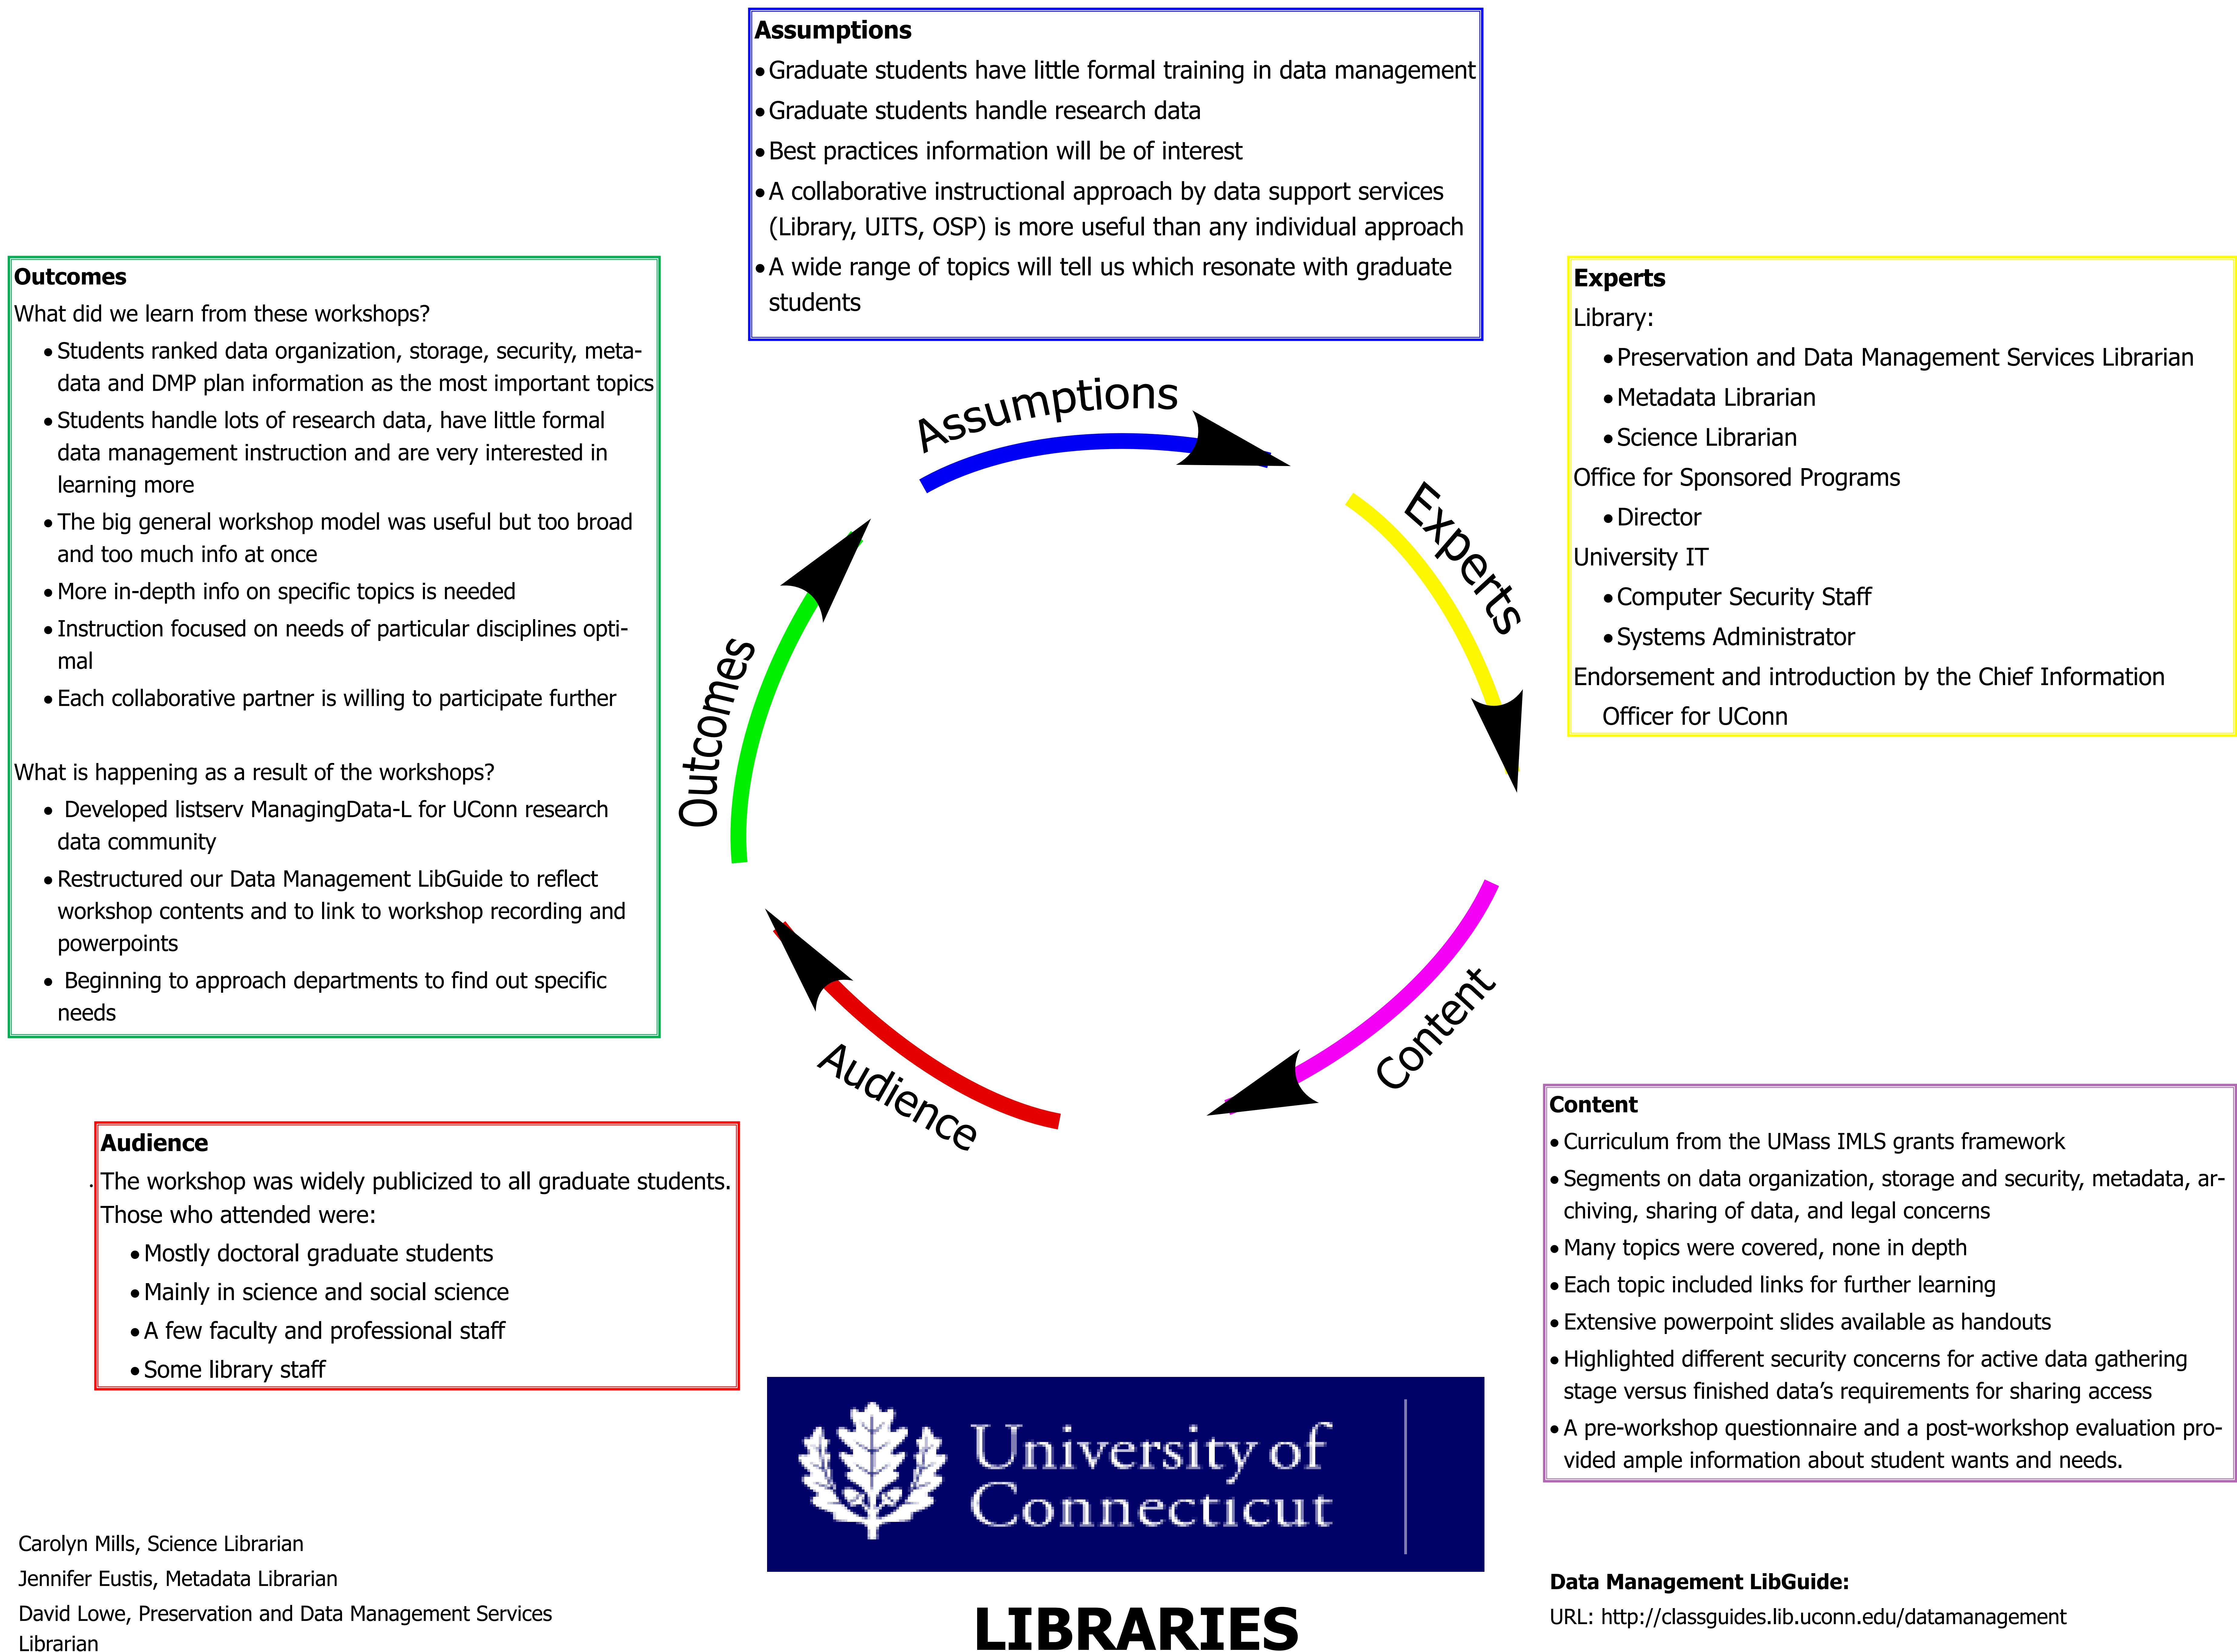 Assumptions
• Graduate students have little formal training in data management
• Graduate students handle research data
• Best practices information will be of interest
• A collaborative instructional approach by data support services
(Library, UITS, OSP) is more useful than any individual approach
• A wide range of topics will tell us which resonate with graduate
students
Outcomes
What did we learn from these workshops?
• Students ranked data organization, storage, security, meta-
data and DMP plan information as the most important topics
• Students handle lots of research data, have little formal
data management instruction and are very interested in
learning more
• The big general workshop model was useful but too broad
and too much info at once
• More in-depth info on specific topics is needed
• Instruction focused on needs of particular disciplines opti-
mal
• Each collaborative partner is willing to participate further
What is happening as a result of the workshops?
• Developed listserv ManagingData-L for UConn research
data community
• Restructured our Data Management LibGuide to reflect
workshop contents and to link to workshop recording and
powerpoints
• Beginning to approach departments to find out specific
needs
Experts
Library:
• Preservation and Data Management Services Librarian
• Metadata Librarian
• Science Librarian
Office for Sponsored Programs
• Director
University IT
• Computer Security Staff
• Systems Administrator
Endorsement and introduction by the Chief Information
Officer for UConn
Assumptions
Experts
Content
Audience
Outcomes
Audience
. The workshop was widely publicized to all graduate students.
Those who attended were:
• Mostly doctoral graduate students
• Mainly in science and social science
• A few faculty and professional staff
• Some library staff
Content
• Curriculum from the UMass IMLS grants framework
• Segments on data organization, storage and security, metadata, ar-
chiving, sharing of data, and legal concerns
• Many topics were covered, none in depth
• Each topic included links for further learning
• Extensive powerpoint slides available as handouts
• Highlighted different security concerns for active data gathering
stage versus finished data’s requirements for sharing access
• A pre-workshop questionnaire and a post-workshop evaluation pro-
vided ample information about student wants and needs.
University of
Connecticut
LIBRARIES
Carolyn Mills, Science Librarian
Jennifer Eustis, Metadata Librarian
David Lowe, Preservation and Data Management Services
Librarian
Data Management LibGuide:
URL: http://classguides.lib.uconn.edu/datamanagement